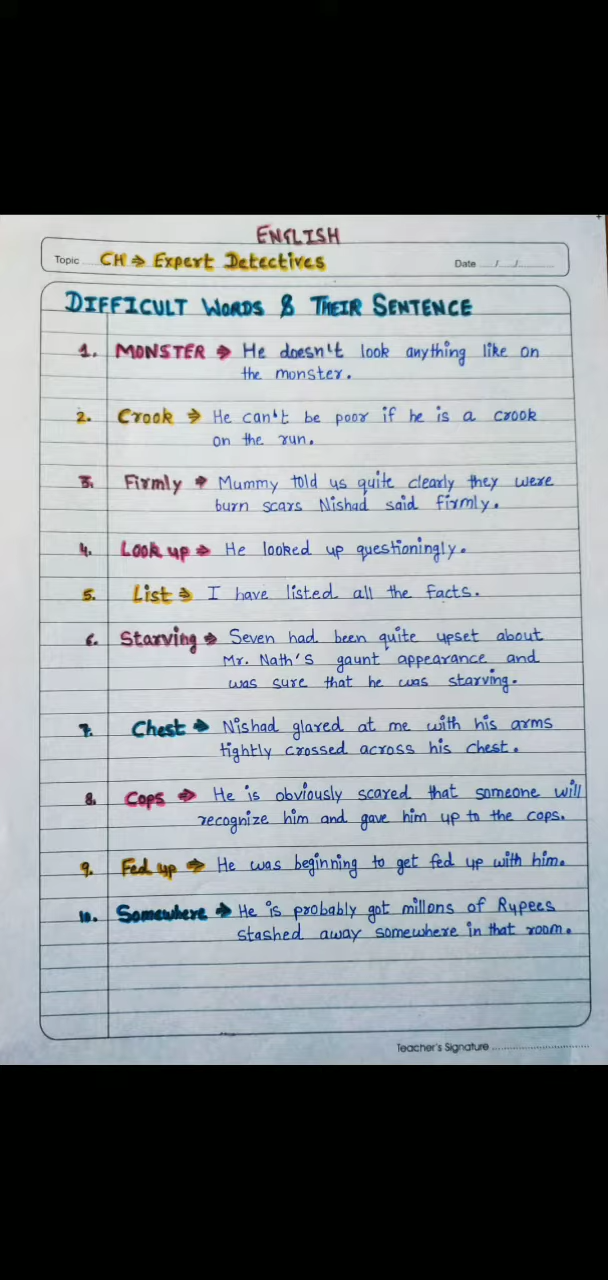 ENGLISH
Topic CH → Expert Detectives
Date / /
DIFFICULT WORDS & THEIR SENTENCE
1. MONSTER → He doesn't look anything like on
the monster.
2. Crook → He can't be poor if he is a crook
on the run.
3. Firmly → Mummy told us quite clearly they were
burn scars Nishad said firmly.
4. Look up → He looked up questioningly.
5. List → I have listed all the facts.
6. Starving → Seven had been quite upset about
Mr. Nath's gaunt appearance and
was sure that he was starving.
7. Chest → Nishad glared at me with his arms
tightly crossed across his chest.
8. Cops → He is obviously scared that someone will
recognize him and gave him up to the cops.
9. Fed up → He was beginning to get fed up with him.
10. Somewhere → He is probably got millons of Rupees
stashed away somewhere in that room.
Teacher's Signature